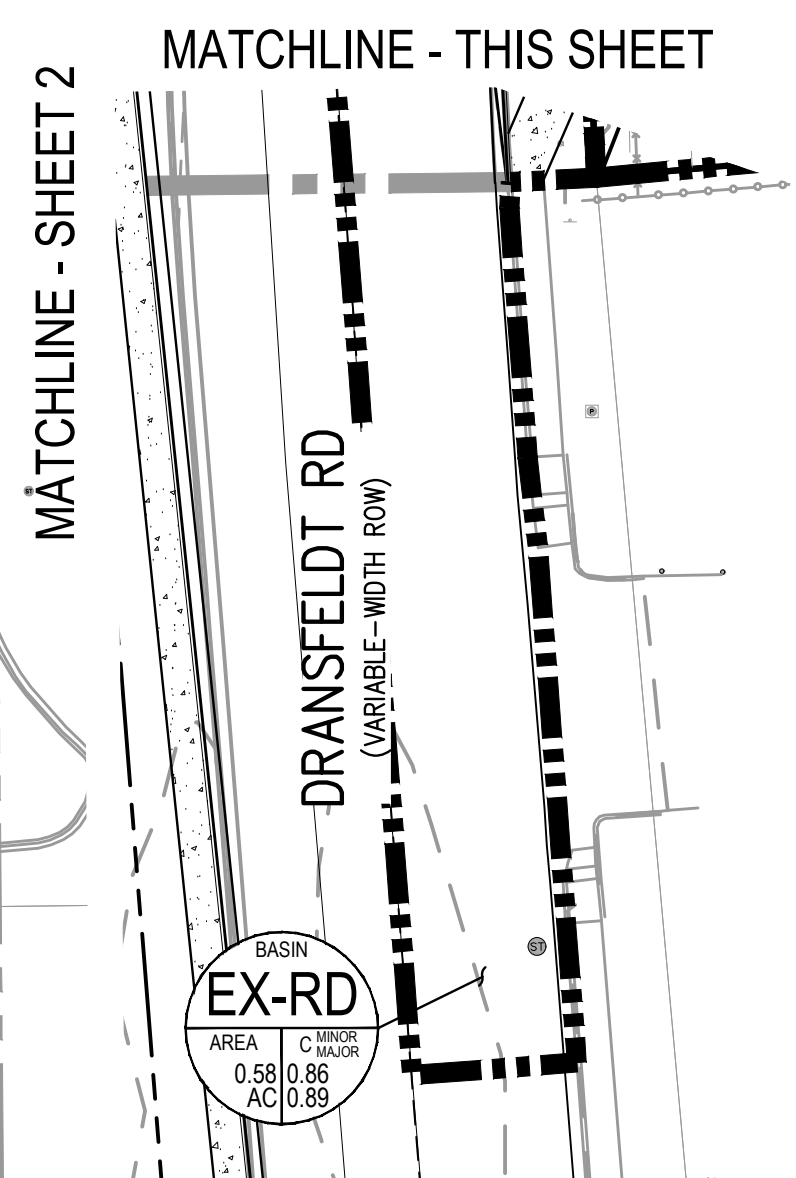 MATCHLINE - THIS SHEET
MATCHLINE - SHEET 2
P
ST
DRANSFELDT RD
(VARIABLE-WIDTH ROW)
ST
BASIN
EX-RD
AREA
C MINOR
MAJOR
0.58 0.86
AC 0.89